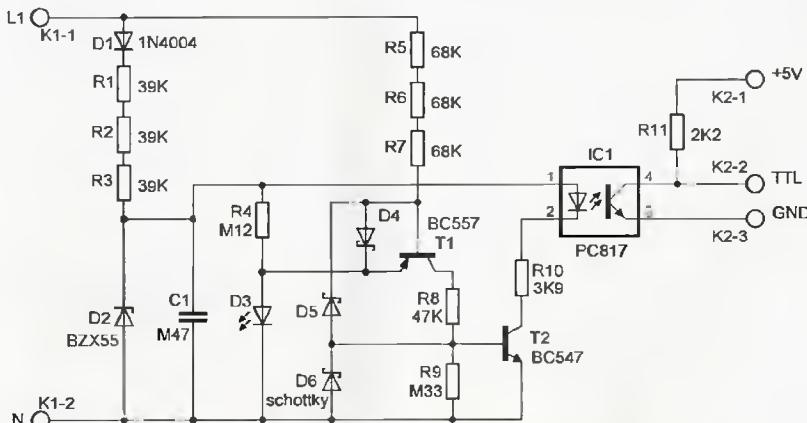 L1
K1-1
D1
1N4004
R1
39K
R2
39K
R3
39K
R5
68K
R6
68K
R7
68K
R4
M12
D4
BC557
T1
D2
BZX55
C1
M47
D3
D5
D6
schottky
R8
47K
R9
M33
T2
BC547
R10
3K9
IC1
1
2
4
PC817
R11
2K2
+5V
K2-1
K2-2
TTL
GND
K2-3
N
K1-2